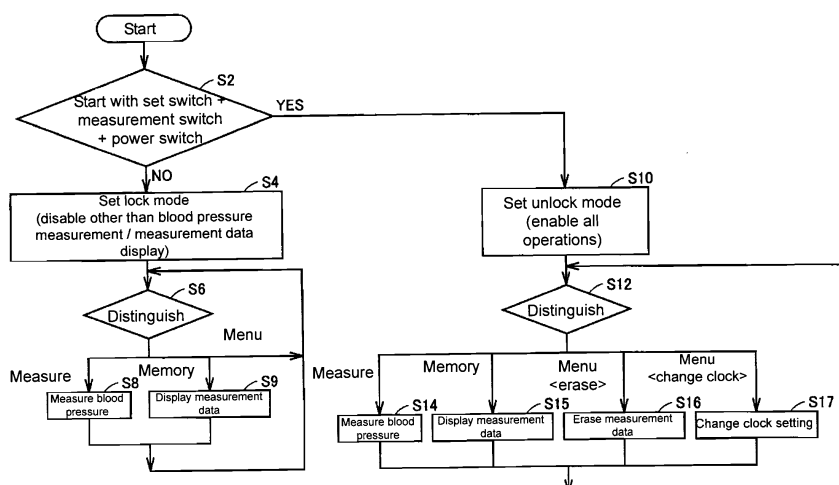 Start
S2
Start with set switch +
measurement switch
+ power switch
YES
NO
S4
Set lock mode
(disable other than blood pressure
measurement / measurement data
display)
S10
Set unlock mode
(enable all
operations)
S6
Distinguish
Menu
S12
Distinguish
Measure
Memory
S8
Measure blood
pressure
S9
Display measurement
data
Measure
Memory
Menu
<erase>
Menu
<change clock>
S14
Measure blood
pressure
S15
Display measurement
data
S16
Erase measurement
data
S17
Change clock setting